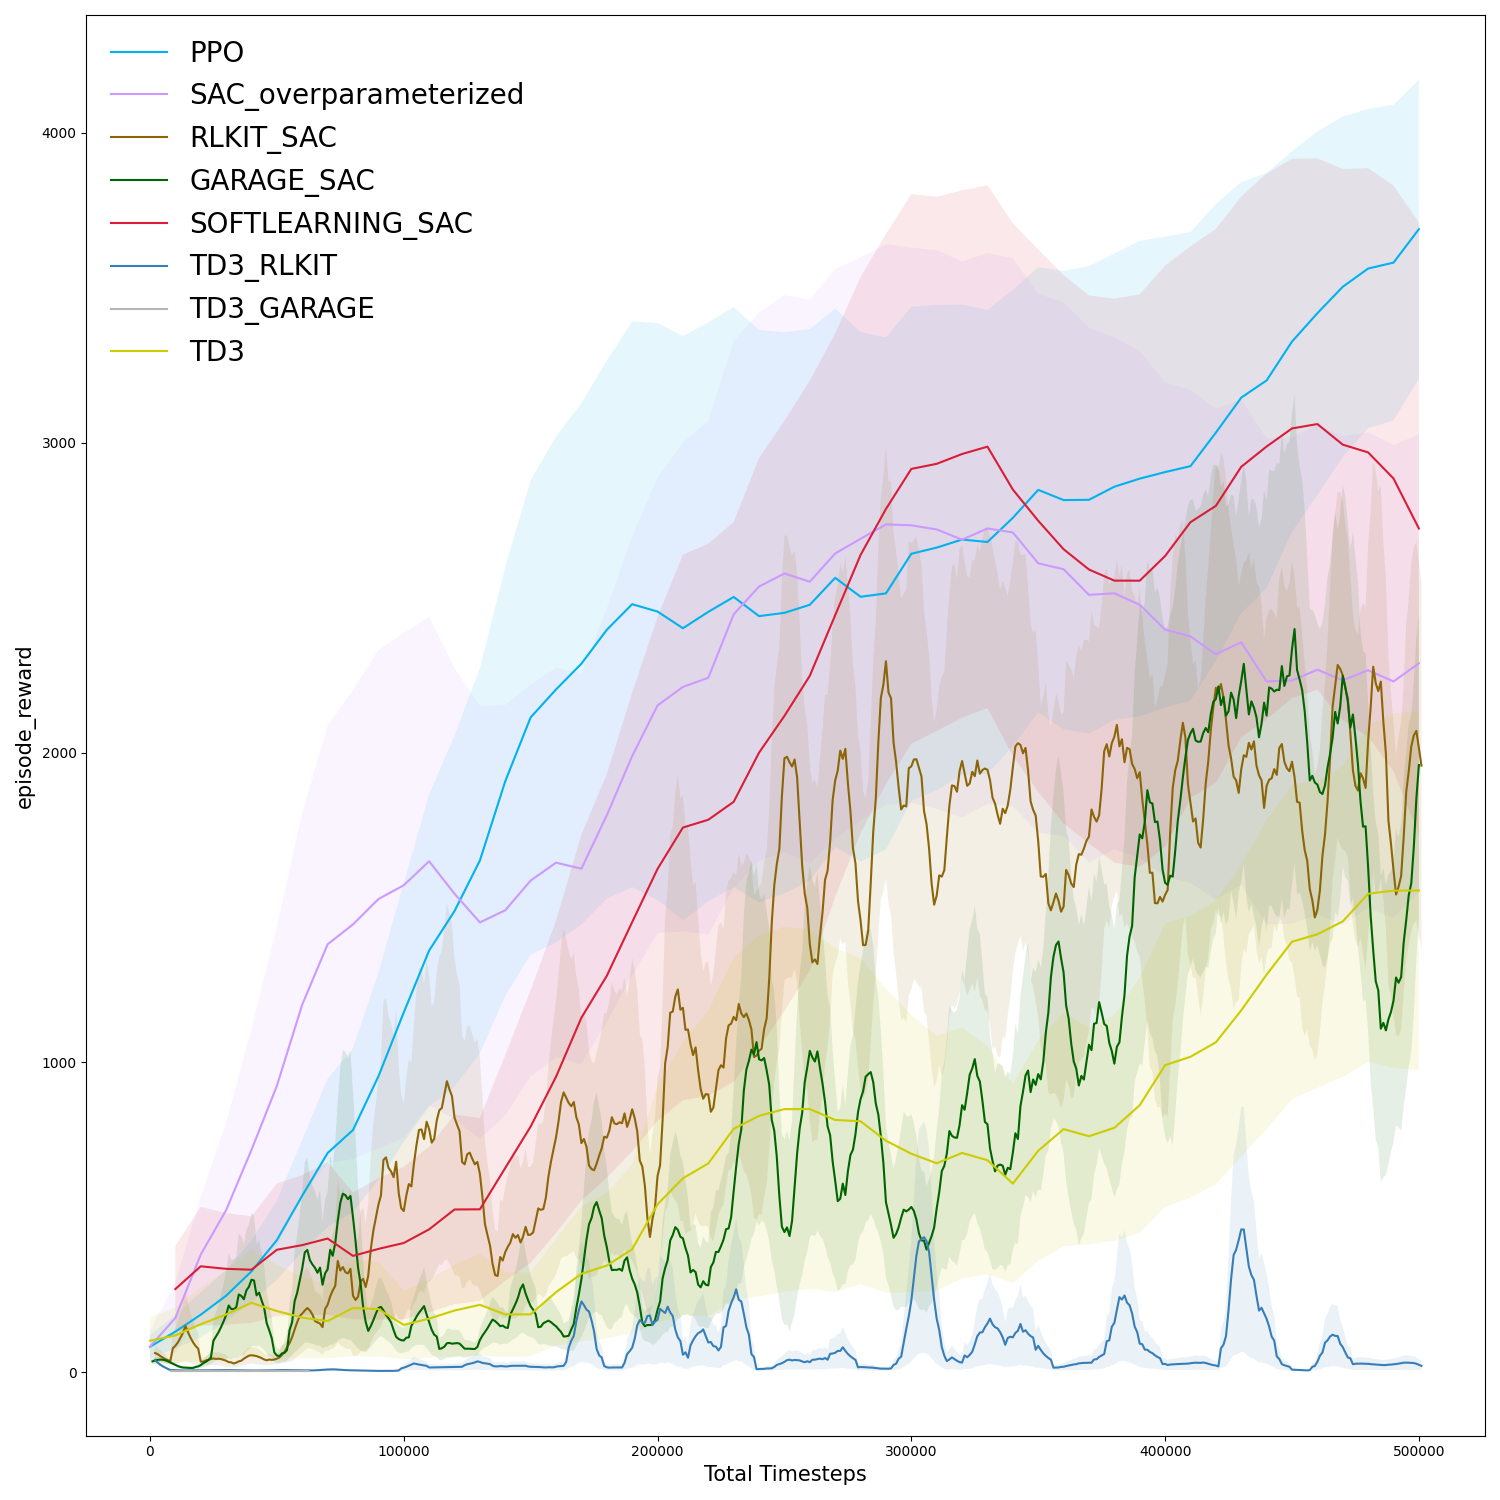 PPO
SAC_overparameterized
RLKIT_SAC
GARAGE_SAC
SOFTLEARNING_SAC
TD3_RLKIT
TD3_GARAGE
TD3
4000
3000
2000
1000
0
episode_reward
0 100000 200000 300000 400000 500000
Total Timesteps